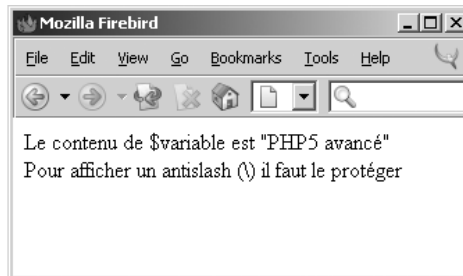 Mozilla Firebird
File Edit View Go Bookmarks Tools Help
Le contenu de $variable est "PHP5 avancé"
Pour afficher un antislash (\) il faut le protéger